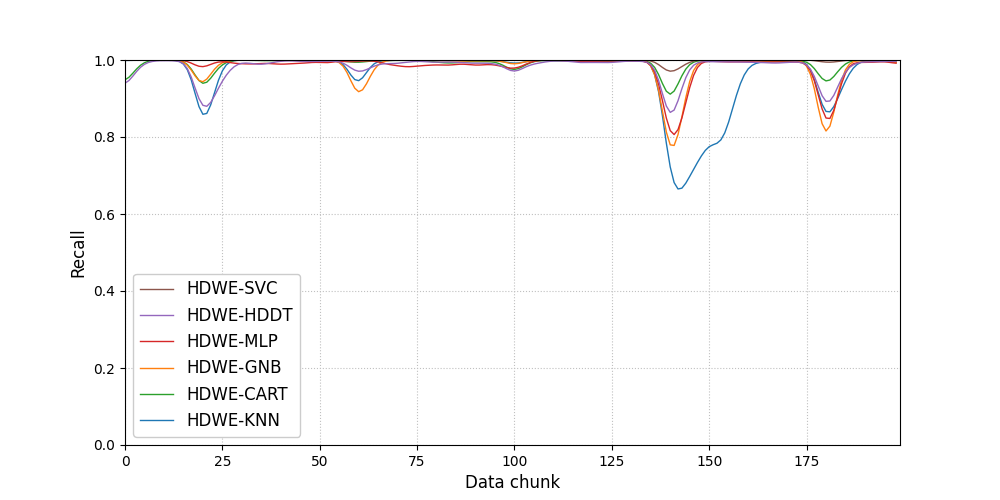 1.0
0.8
0.6
0.4
0.2
0.0
Recall
HDWE-SVC
HDWE-HDDT
HDWE-MLP
HDWE-GNB
HDWE-CART
HDWE-KNN
0 25 50 75 100 125 150 175
Data chunk